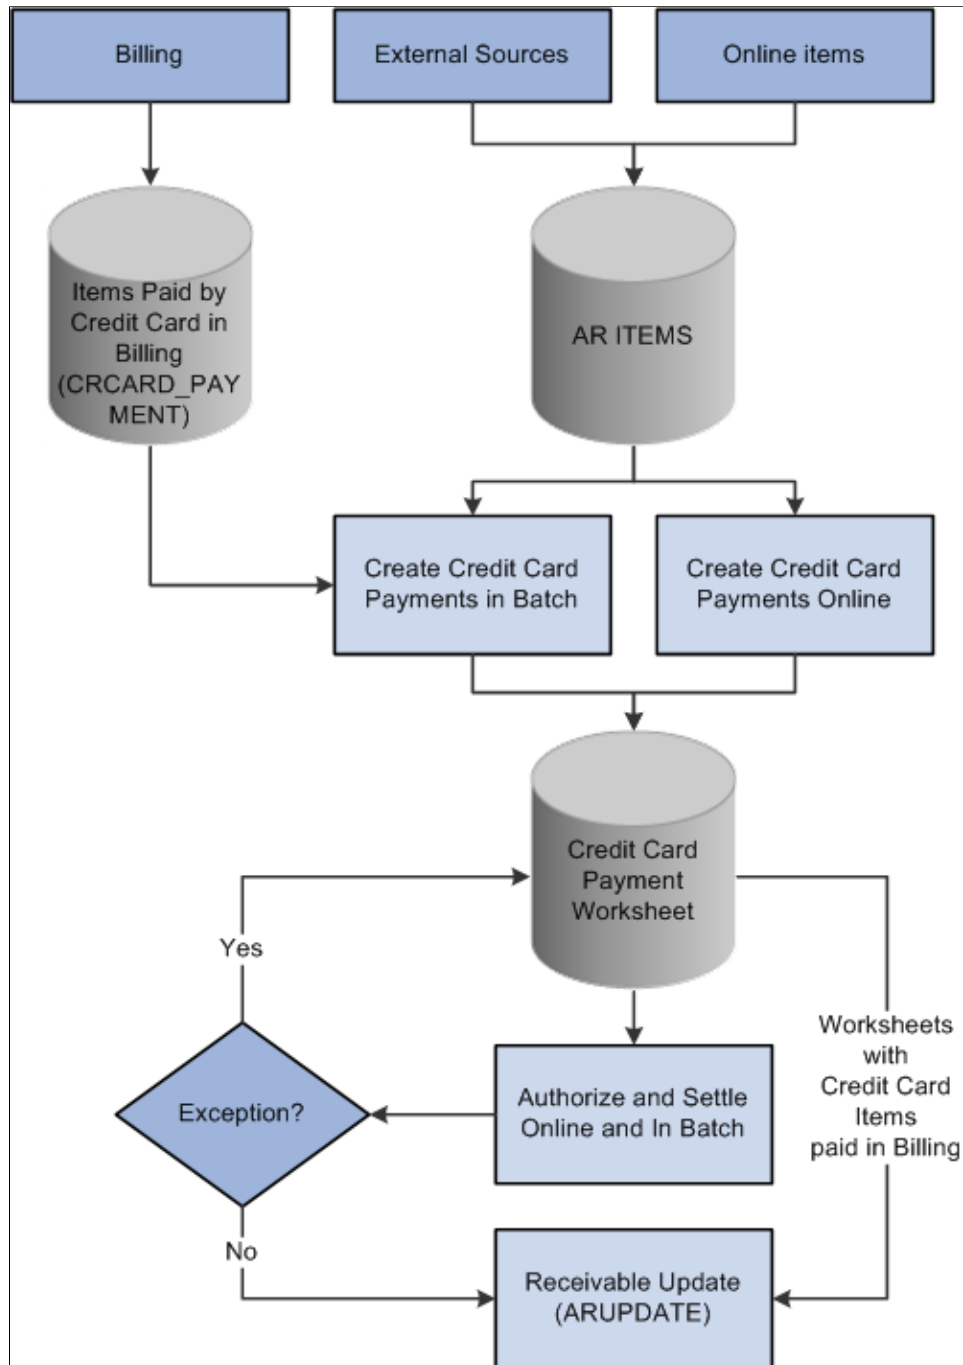 Billing
External Sources
Online items
Items Paid by
Credit Card in
Billing
(CRCARD_PAY
MENT)
AR ITEMS
Create Credit Card
Payments in Batch
Create Credit Card
Payments Online
Credit Card
Payment
Worksheet
Yes
Worksheets
with
Credit Card
Items
paid in Billing
Exception?
Authorize and Settle
Online and In Batch
No
Receivable Update
(ARUPDATE)